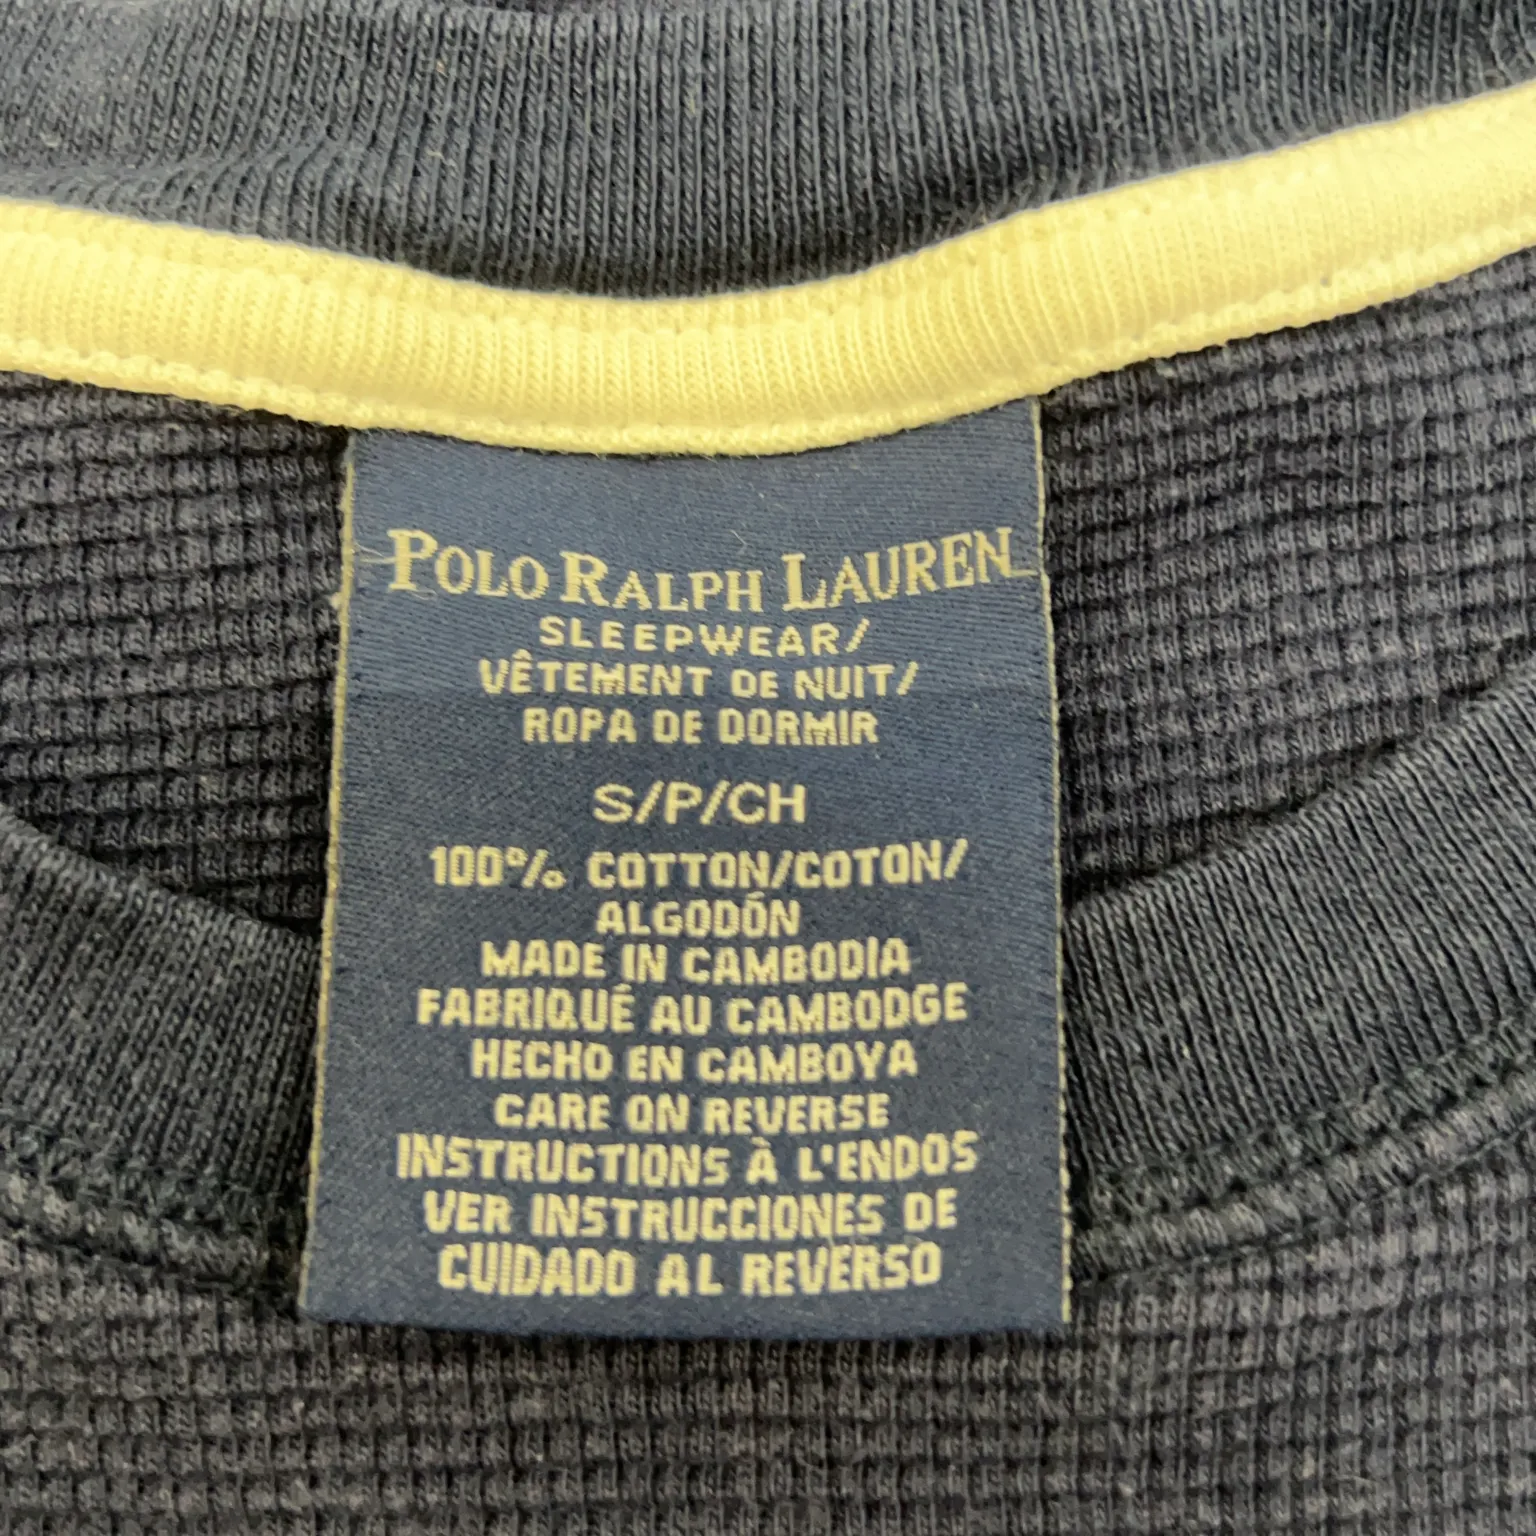 POLO RALPH LAUREN
SLEEPWEAR/
VÊTEMENT DE NUIT/
ROPA DE DORMIR
S/P/CH
100% COTTON/COTON/
ALGODÓN
MADE IN CAMBODIA
FABRIQUÉ AU CAMBODGE
HECHO EN CAMBOYA
CARE ON REVERSE
INSTRUCTIONS À L'ENDOS
VER INSTRUCCIONES DE
CUIDADO AL REVERSO